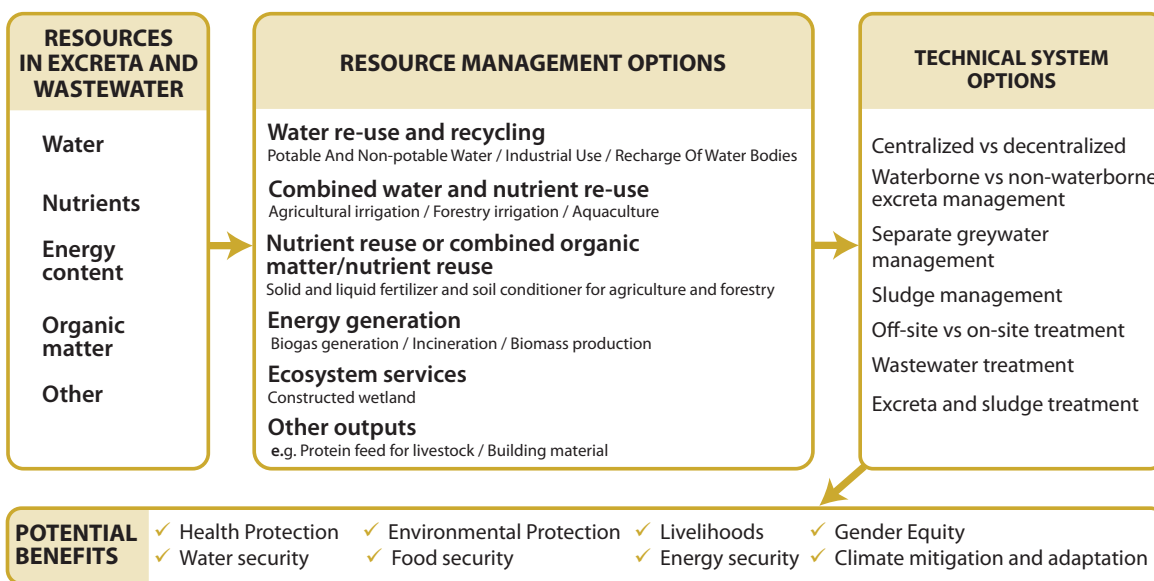 RESOURCES
IN EXCRETA AND
WASTEWATER
Water
Nutrients
Energy
content
Organic
matter
Other
RESOURCE MANAGEMENT OPTIONS
Water re-use and recycling
Potable And Non-potable Water / Industrial Use / Recharge Of Water Bodies
Combined water and nutrient re-use
Agricultural irrigation / Forestry irrigation / Aquaculture
Nutrient reuse or combined organic
matter/nutrient reuse
Solid and liquid fertilizer and soil conditioner for agriculture and forestry
Energy generation
Biogas generation / Incineration / Biomass production
Ecosystem services
Constructed wetland
Other outputs
e.g. Protein feed for livestock / Building material
TECHNICAL SYSTEM
OPTIONS
Centralized vs decentralized
Waterborne vs non-waterborne
excreta management
Separate greywater
management
Sludge management
Off-site vs on-site treatment
Wastewater treatment
Excreta and sludge treatment
POTENTIAL
BENEFITS
✓ Health Protection ✓ Environmental Protection ✓ Livelihoods ✓ Gender Equity
✓ Water security ✓ Food security ✓ Energy security ✓ Climate mitigation and adaptation